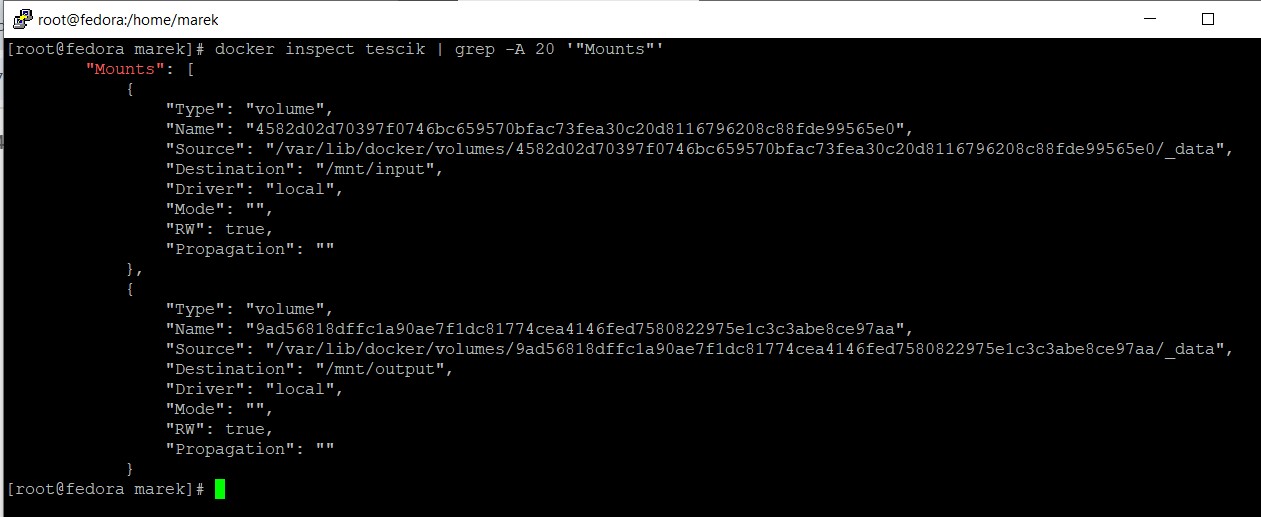 root@fedora:/home/marek
[root@fedora marek]# docker inspect tescik | grep -A 20 '"Mounts"'
"Mounts": [
{
"Type": "volume",
"Name": "4582d02d70397f0746bc659570bfac73fea30c20d8116796208c88fde99565e0",
"Source": "/var/lib/docker/volumes/4582d02d70397f0746bc659570bfac73fea30c20d8116796208c88fde99565e0/_data",
"Destination": "/mnt/input",
"Driver": "local",
"Mode": "",
"RW": true,
"Propagation": ""
},
{
"Type": "volume",
"Name": "9ad56818dffc1a90ae7f1dc81774cea4146fed7580822975e1c3c3abe8ce97aa",
"Source": "/var/lib/docker/volumes/9ad56818dffc1a90ae7f1dc81774cea4146fed7580822975e1c3c3abe8ce97aa/_data",
"Destination": "/mnt/output",
"Driver": "local",
"Mode": "",
"RW": true,
"Propagation": ""
}
[root@fedora marek]#